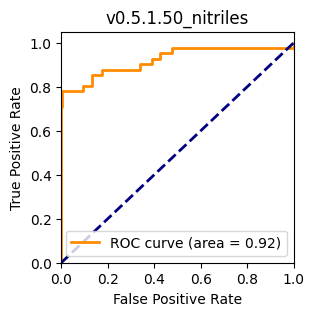 v0.5.1.50_nitriles
True Positive Rate
1.0
0.8
0.6
0.4
0.2
0.0
ROC curve (area = 0.92)
0.0 0.2 0.4 0.6 0.8 1.0
False Positive Rate